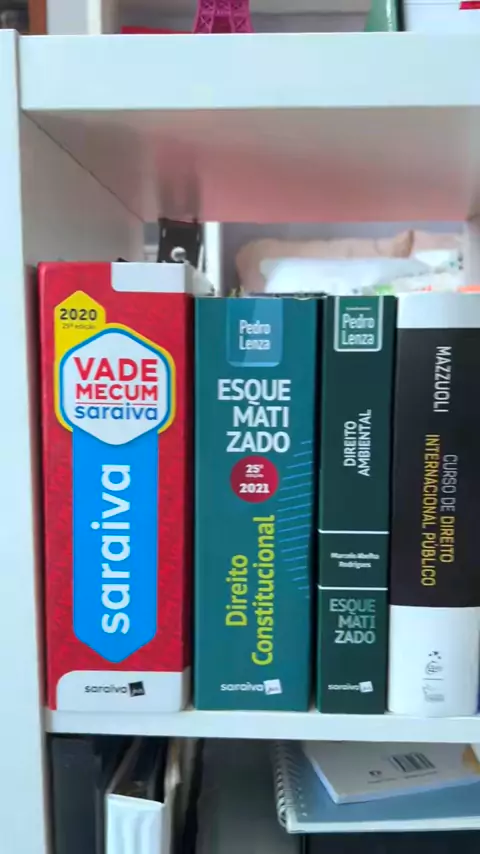 2020
25ª edição
VADE
MECUM
saraiva
saraiva
saraiva jur
Pedro
Lenza
ESQUE
MATI
ZADO
25ª
edição
2021
Direito
Constitucional
saraiva jur
Pedro
Lenza
DIREITO
AMBIENTAL
Marcelo Abelha
Rodrigues
ESQUE
MATI
ZADO
saraiva jur
MAZZUOLI
CURSO DE DIREITO
INTERNACIONAL PÚBLICO